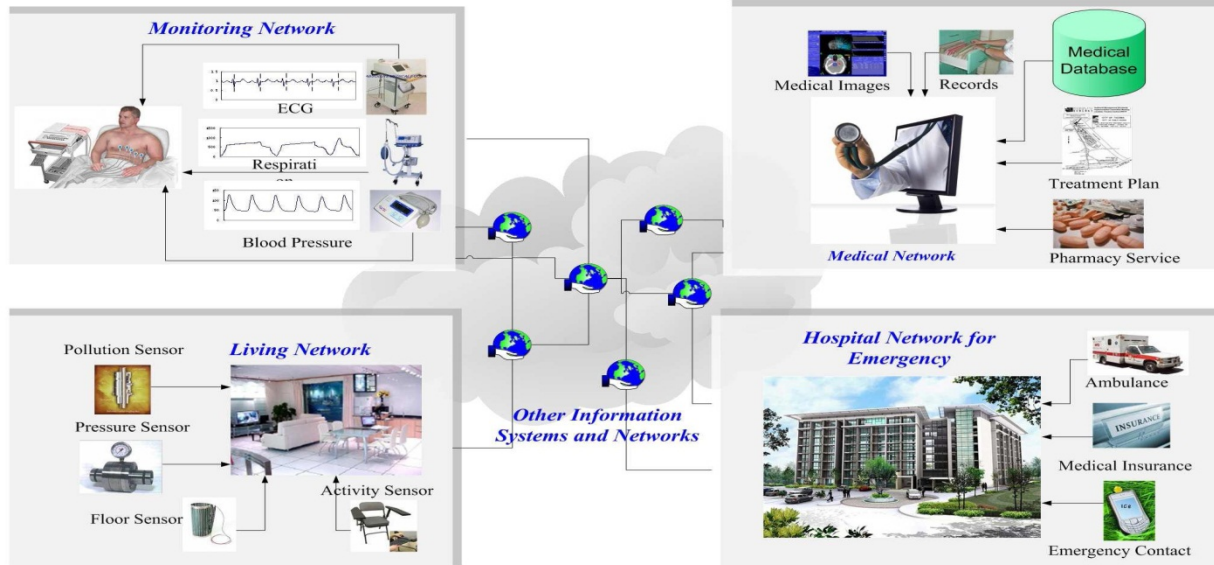 Monitoring Network
ECG
Respirati
on
Blood Pressure
Medical Images
Records
Medical
Database
Treatment Plan
Pharmacy Service
Medical Network
Pollution Sensor
Living Network
Pressure Sensor
Floor Sensor
Activity Sensor
Other Information
Systems and Networks
Hospital Network for
Emergency
Ambulance
INSURANCE
Medical Insurance
Emergency Contact